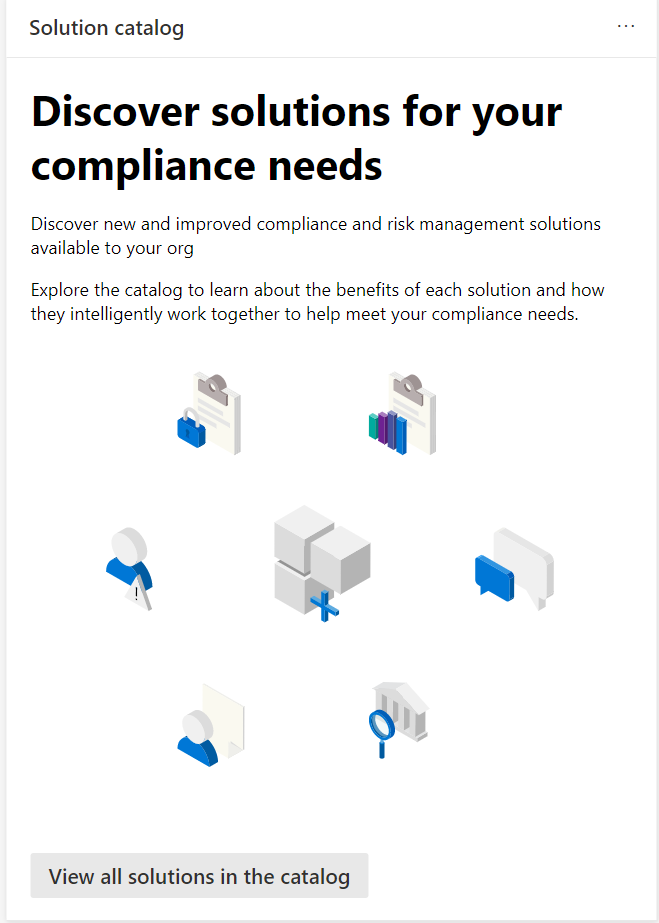 Solution catalog
...
Discover solutions for your
compliance needs
Discover new and improved compliance and risk management solutions
available to your org
Explore the catalog to learn about the benefits of each solution and how
they intelligently work together to help meet your compliance needs.
!
View all solutions in the catalog